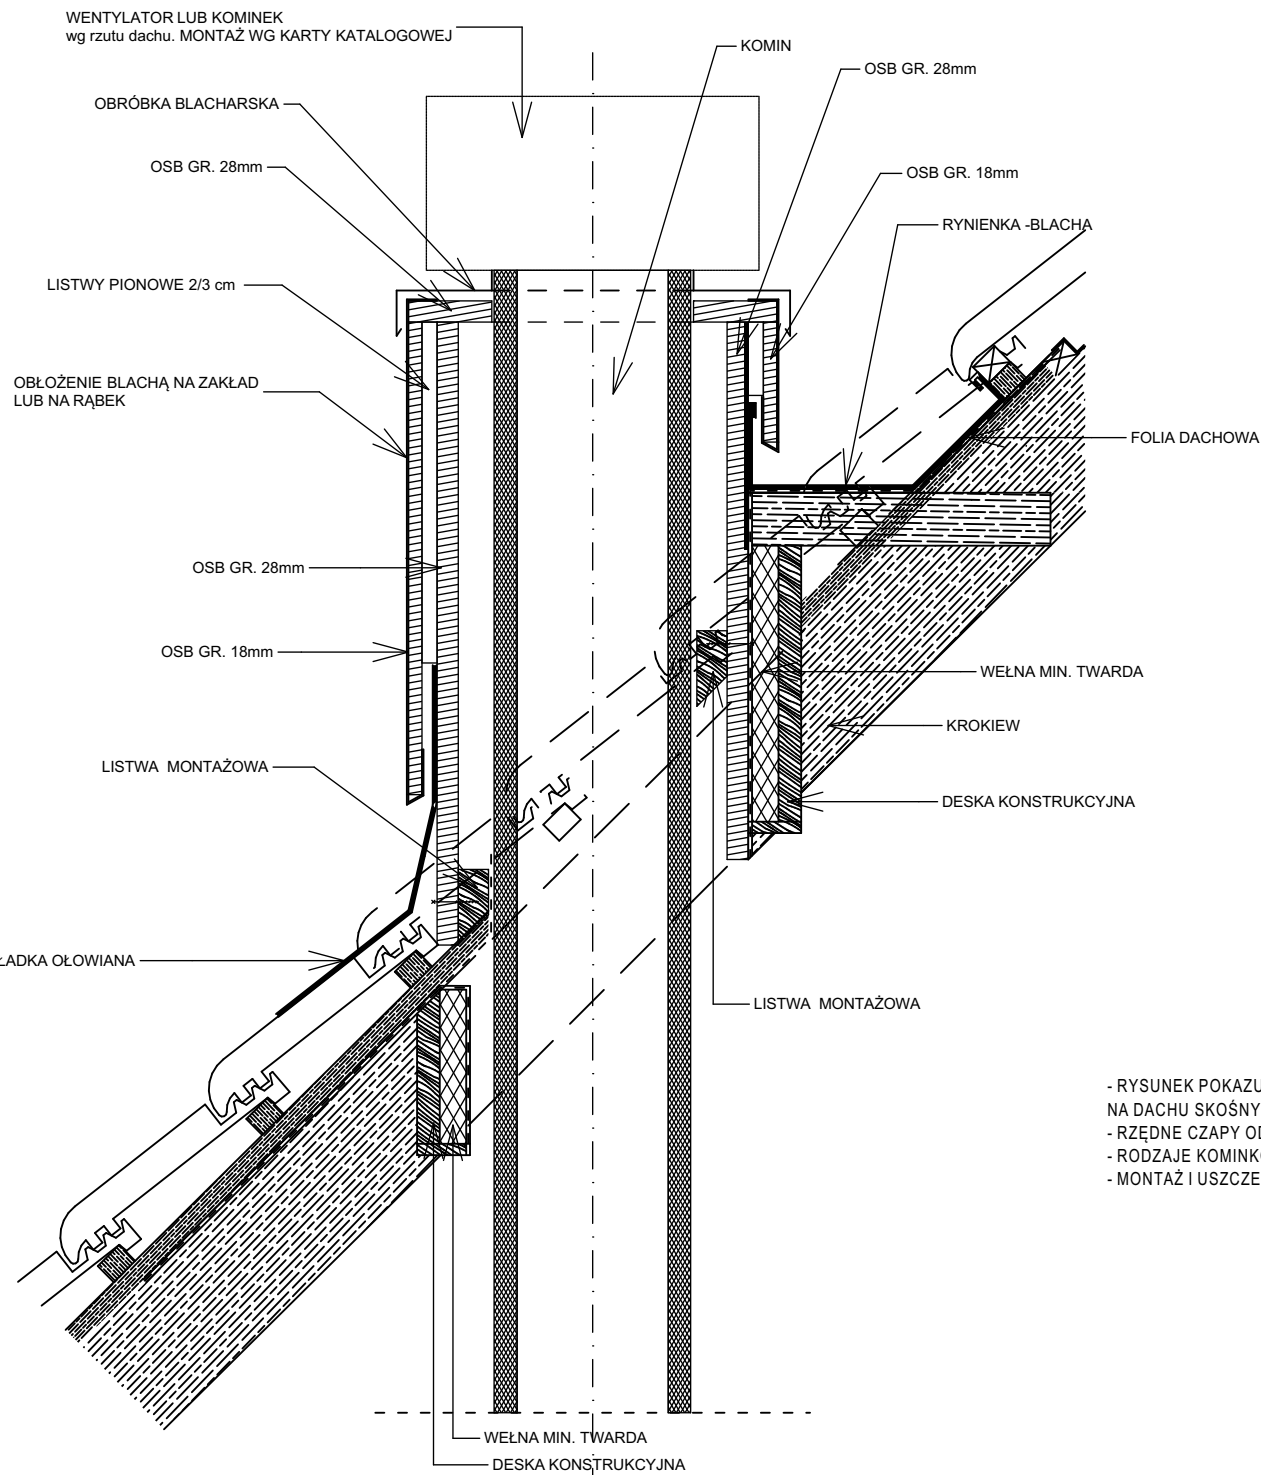 WENTYLATOR LUB KOMINEK
wg rzutu dachu. MONTAŻ WG KARTY KATALOGOWEJ
KOMIN
OSB GR. 28mm
OBRÓBKA BLACHARSKA
OSB GR. 28mm
OSB GR. 18mm
RYNIENKA -BLACHA
LISTWY PIONOWE 2/3 cm
OBŁOŻENIE BLACHĄ NA ZAKŁAD
LUB NA RĄBEK
FOLIA DACHOWA
OSB GR. 28mm
OSB GR. 18mm
WEŁNA MIN. TWARDA
KROKIEW
LISTWA MONTAŻOWA
DESKA KONSTRUKCYJNA
ŁADKA OŁOWIANA
LISTWA MONTAŻOWA
- RYSUNEK POKAZU
NA DACHU SKOŚNY
- RZĘDNE CZAPY OD
- RODZAJE KOMINK
- MONTAŻ I USZCZE
WEŁNA MIN. TWARDA
DESKA KONSTRUKCYJNA